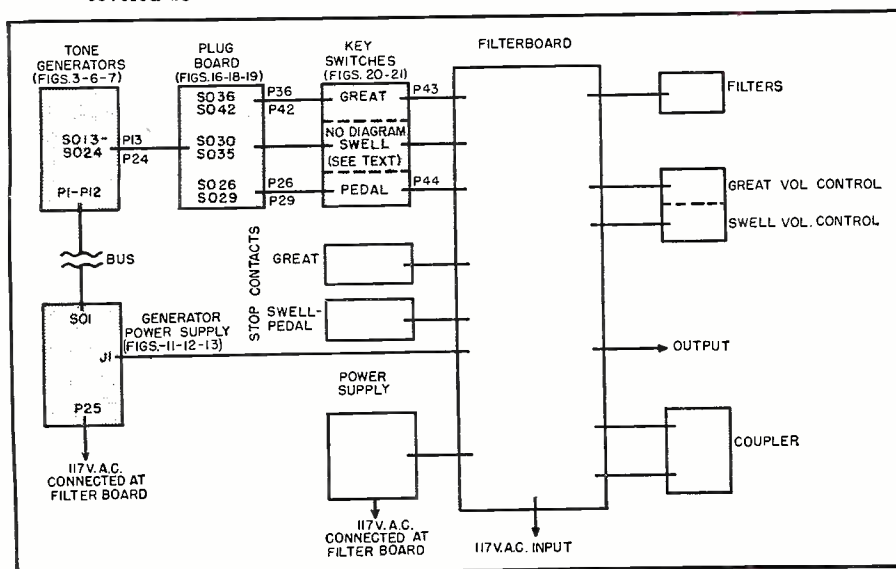 TONE
GENERATORS
(FIGS.3-6-7)
PLUG
BOARD
(FIGS.16-18-19)
KEY
SWITCHES
(FIGS. 20-21)
FILTERBOARD
SO13-
SO24
P1-P12
P13
P24
SO36
SO42
SO30
SO35
SO26
SO29
P36
P42
P26
P29
GREAT
NO DIAGRAM
SWELL
(SEE TEXT)
PEDAL
P43
P44
FILTERS
GREAT VOL CONTROL
SWELL VOL. CONTROL
BUS
STOP CONTACTS
GREAT
SWELL-
PEDAL
SO1
J1
P25
GENERATOR
POWER SUPPLY
(FIGS.-11-12-13)
OUTPUT
POWER
SUPPLY
COUPLER
117V. A.C.
CONNECTED AT
FILTER BOARD
117V. A.C.
CONNECTED AT
FILTER BOARD
117V. A.C. INPUT